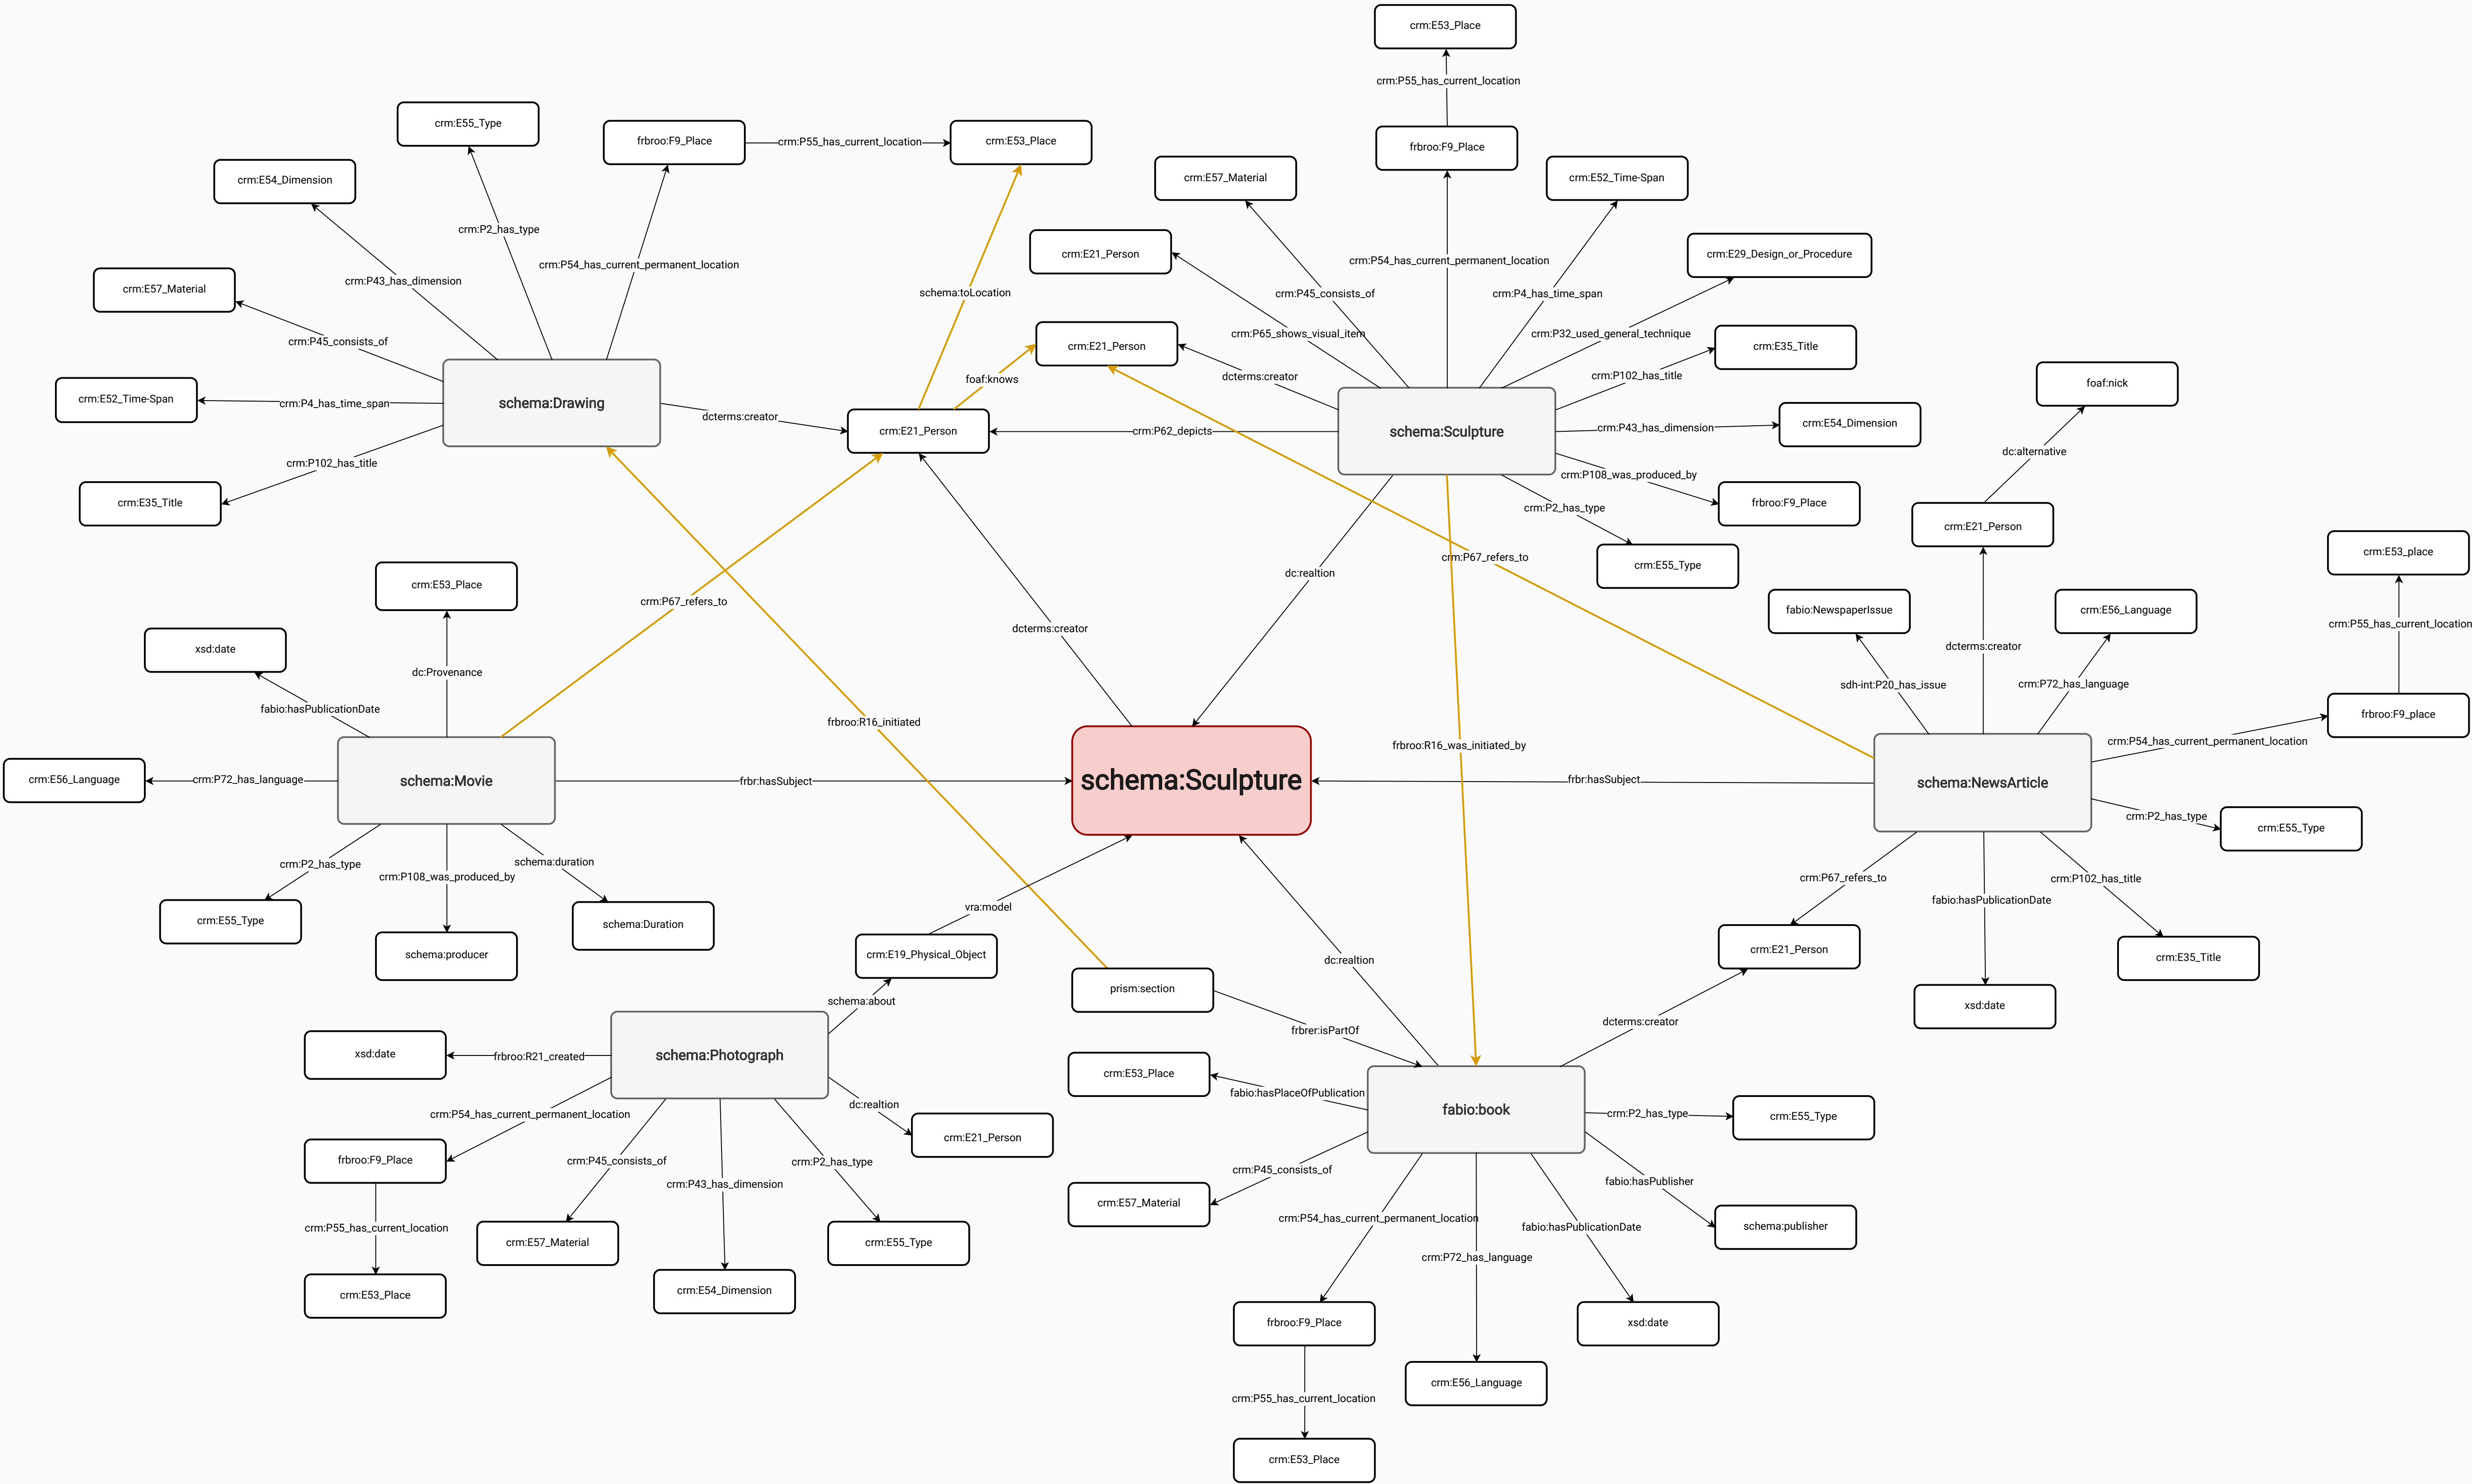 crm:E53_Place
crm:P55_has_current_location
crm:E55_Type
frbroo:F9_Place
crm:P55_has_current_location
crm:E53_Place
frbroo:F9_Place
crm:E54_Dimension
crm:E57_Material
crm:E52_Time-Span
crm:P2_has_type
crm:E21_Person
crm:E29_Design_or_Procedure
crm:P54_has_current_permanent_location
crm:P54_has_current_permanent_location
crm:P43_has_dimension
crm:E57_Material
schema:toLocation
crm:P45_consists_of
crm:P4_has_time_span
crm:P65_shows_visual_item
crm:P32_used_general_technique
crm:P45_consists_of
crm:E21_Person
crm:E35_Title
foaf:knows
dcterms:creator
crm:P102_has_title
foaf:nick
crm:E52_Time-Span
crm:P4_has_time_span
schema:Drawing
dcterms:creator
crm:E21_Person
crm:P62_depicts
schema:Sculpture
crm:P43_has_dimension
crm:E54_Dimension
dc:alternative
crm:P102_has_title
crm:P108_was_produced_by
crm:E35_Title
crm:P2_has_type
frbroo:F9_Place
crm:E21_Person
crm:P67_refers_to
crm:E55_Type
crm:E53_place
dc:realtion
crm:E53_Place
crm:P67_refers_to
fabio:NewspaperIssue
crm:E56_Language
crm:P55_has_current_location
dcterms:creator
xsd:date
dcterms:creator
dc:Provenance
sdh-int:P20_has_issue
crm:P72_has_language
fabio:hasPublicationDate
frbroo:R16_initiated
frbroo:R16_was_initiated_by
frbroo:F9_place
crm:P54_has_current_permanent_location
crm:E56_Language
crm:P72_has_language
schema:Movie
frbr:hasSubject
schema:Sculpture
frbr:hasSubject
schema:NewsArticle
crm:P2_has_type
crm:E55_Type
crm:P2_has_type
schema:duration
crm:P108_was_produced_by
crm:P67_refers_to
crm:P102_has_title
fabio:hasPublicationDate
crm:E55_Type
schema:Duration
vra:model
schema:producer
crm:E19_Physical_Object
dc:realtion
crm:E21_Person
crm:E35_Title
prism:section
schema:about
xsd:date
dcterms:creator
frbrer:isPartOf
xsd:date
frbroo:R21_created
schema:Photograph
crm:E53_Place
fabio:hasPlaceOfPublication
dc:realtion
crm:P54_has_current_permanent_location
fabio:book
crm:P2_has_type
crm:E55_Type
crm:E21_Person
frbroo:F9_Place
crm:P45_consists_of
crm:P2_has_type
crm:P43_has_dimension
crm:P45_consists_of
fabio:hasPublisher
crm:E57_Material
crm:P54_has_current_permanent_location
fabio:hasPublicationDate
schema:publisher
crm:P55_has_current_location
crm:E57_Material
crm:E55_Type
crm:P72_has_language
crm:E54_Dimension
crm:E53_Place
frbroo:F9_Place
xsd:date
crm:E56_Language
crm:P55_has_current_location
crm:E53_Place